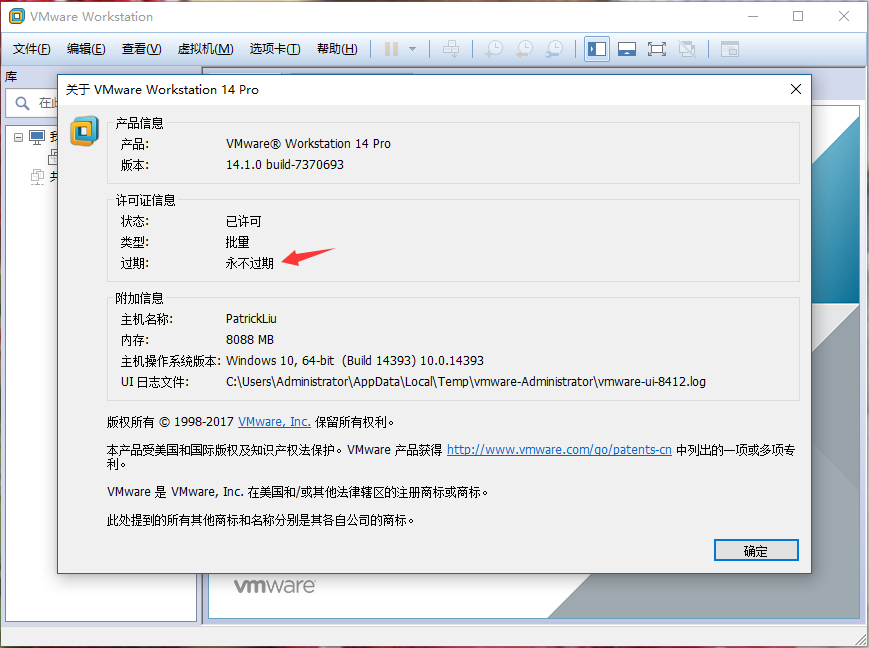 VMware Workstation
文件(F) 编辑(E) 查看(V) 虚拟机(M) 选项卡(T) 帮助(H)
库
在
关于 VMware Workstation 14 Pro
产品信息
产品: VMware® Workstation 14 Pro
版本: 14.1.0 build-7370693
许可证信息
状态: 已许可
类型: 批量
过期: 永不过期
附加信息
主机名称: PatrickLiu
内存: 8088 MB
主机操作系统版本: Windows 10, 64-bit (Build 14393) 10.0.14393
UI 日志文件: C:\Users\Administrator\AppData\Local\Temp\vmware-Administrator\vmware-ui-8412.log
版权所有 © 1998-2017 VMware, Inc. 保留所有权利。
本产品受美国和国际版权及知识产权法保护。VMware 产品获得 http://www.vmware.com/go/patents-cn 中列出的一项或多项专
利。
VMware 是 VMware, Inc. 在美国和/或其他法律辖区的注册商标或商标。
此处提到的所有其他商标和名称分别是其各自公司的商标。
确定
vmware